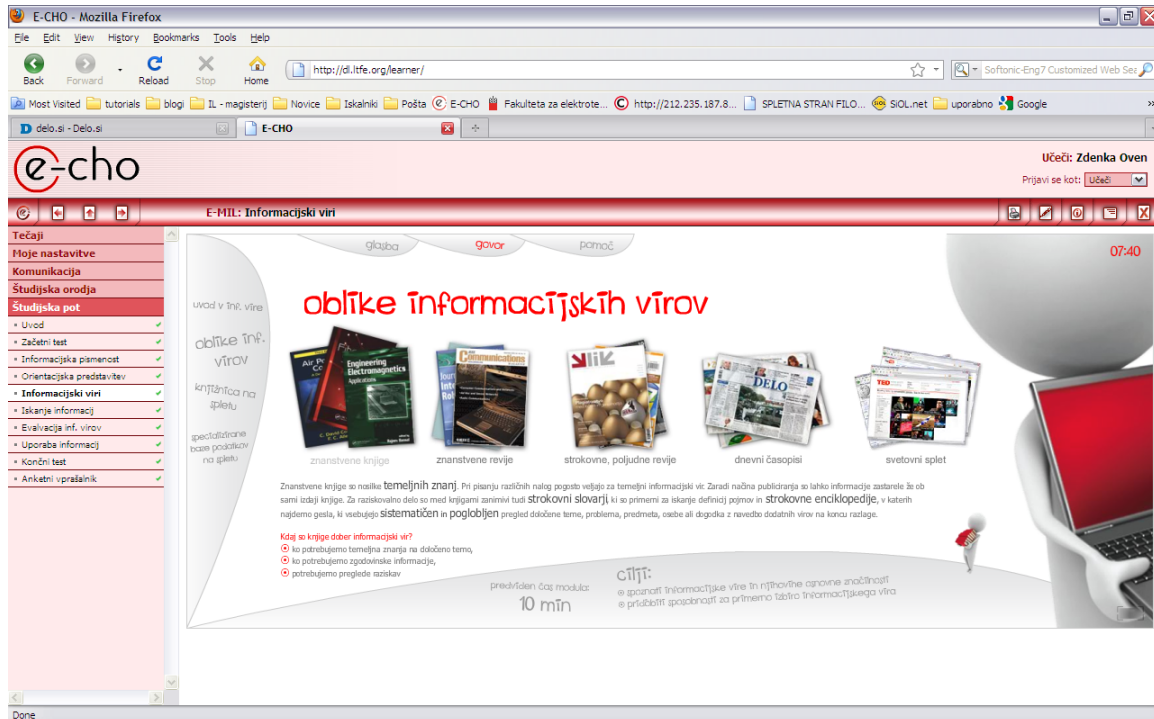 E-CHO - Mozilla Firefox
File Edit View History Bookmarks Tools Help
Back Forward Reload Stop Home http://dl.ltfe.org/learner/ Softonic-Eng7 Customized Web Sea
Most Visited tutorials blogi IL - magisterij Novice Iskalniki Pošta E-CHO Fakulteta za elektrote... http://212.235.187.8... SPLETNA STRAN FILO... SiOL.net uporabno Google »
delo.si - Delo.si E-CHO
e-cho
Učeči: Zdenka Oven
Prijavi se kot: Učeči
E-MIL: Informacijski viri
Tečaji
Moje nastavitve
Komunikacija
Študijska orodja
Študijska pot
Uvod
Začetni test
Informacijska pismenost
Orientacijska predstavitev
Informacijski viri
Iskanje informacij
Evalvacija inf. virov
Uporaba informacij
Končni test
Anketni vprašalnik
glasba govor pomoč
07:40
uvod v inf. vire
oblike inf.
virov
knjižnica na
spletu
specializirane
baze podatkov
na spletu
oblike informacijskih virov
Engineering
Electromagnetics
Applications
Communications
klik
DELO
TED
znanstvene knjige znanstvene revije strokovne, poljudne revije dnevni časopisi svetovni splet
Znanstvene knjige so nosilke temeljnih znanj. Pri pisanju različnih nalog pogosto veljajo za temeljni informacijski vir. Zaradi načina publiciranja so lahko informacije zastarele že ob
sami izdaji knjige. Za raziskovalno delo so med knjigami zanimivi tudi strokovni slovarji, ki so primerni za iskanje definicij pojmov in strokovne enciklopedije, v katerih
najdemo gesla, ki vsebujejo sistematičen in poglobljen pregled določene teme, problema, predmeta, osebe ali dogodka z navedbo dodatnih virov na koncu razlage.
Kdaj so knjige dober informacijski vir?
ko potrebujemo temeljna znanja na določeno temo,
ko potrebujemo zgodovinske informacije,
potrebujemo preglede raziskav
predviden čas modula:
10 min
cilji:
spoznati informacijske vire in njihovihe osnovne značilnosti
pridobiti sposobnosti za primerno izbiro informacijskega vira
Done